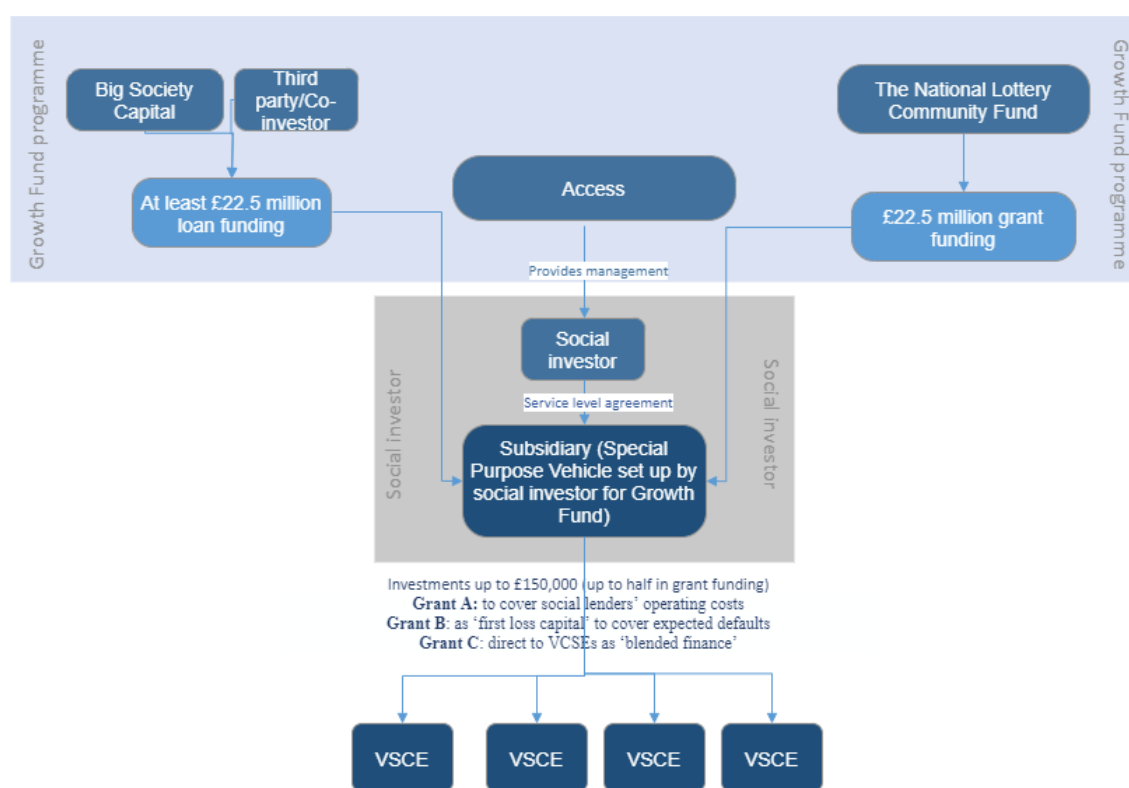 Growth Fund programme
Big Society
Capital
Third
party/Co-
investor
The National Lottery
Community Fund
Growth Fund programme
At least £22.5 million
loan funding
Access
£22.5 million grant
funding
Provides management
Social
investor
Service level agreement
Social investor
Social investor
Subsidiary (Special
Purpose Vehicle set up by
social investor for Growth
Fund)
Investments up to £150,000 (up to half in grant funding)
Grant A: to cover social lenders’ operating costs
Grant B: as ‘first loss capital’ to cover expected defaults
Grant C: direct to VCSEs as ‘blended finance’
VSCE
VSCE
VSCE
VSCE